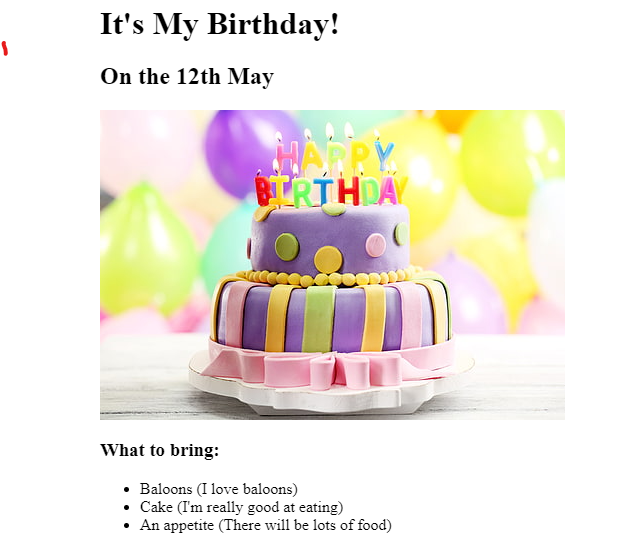 It's My Birthday!
On the 12th May
HAPPY
BIRTHDAY
What to bring:
Baloons (I love baloons)
Cake (I'm really good at eating)
An appetite (There will be lots of food)